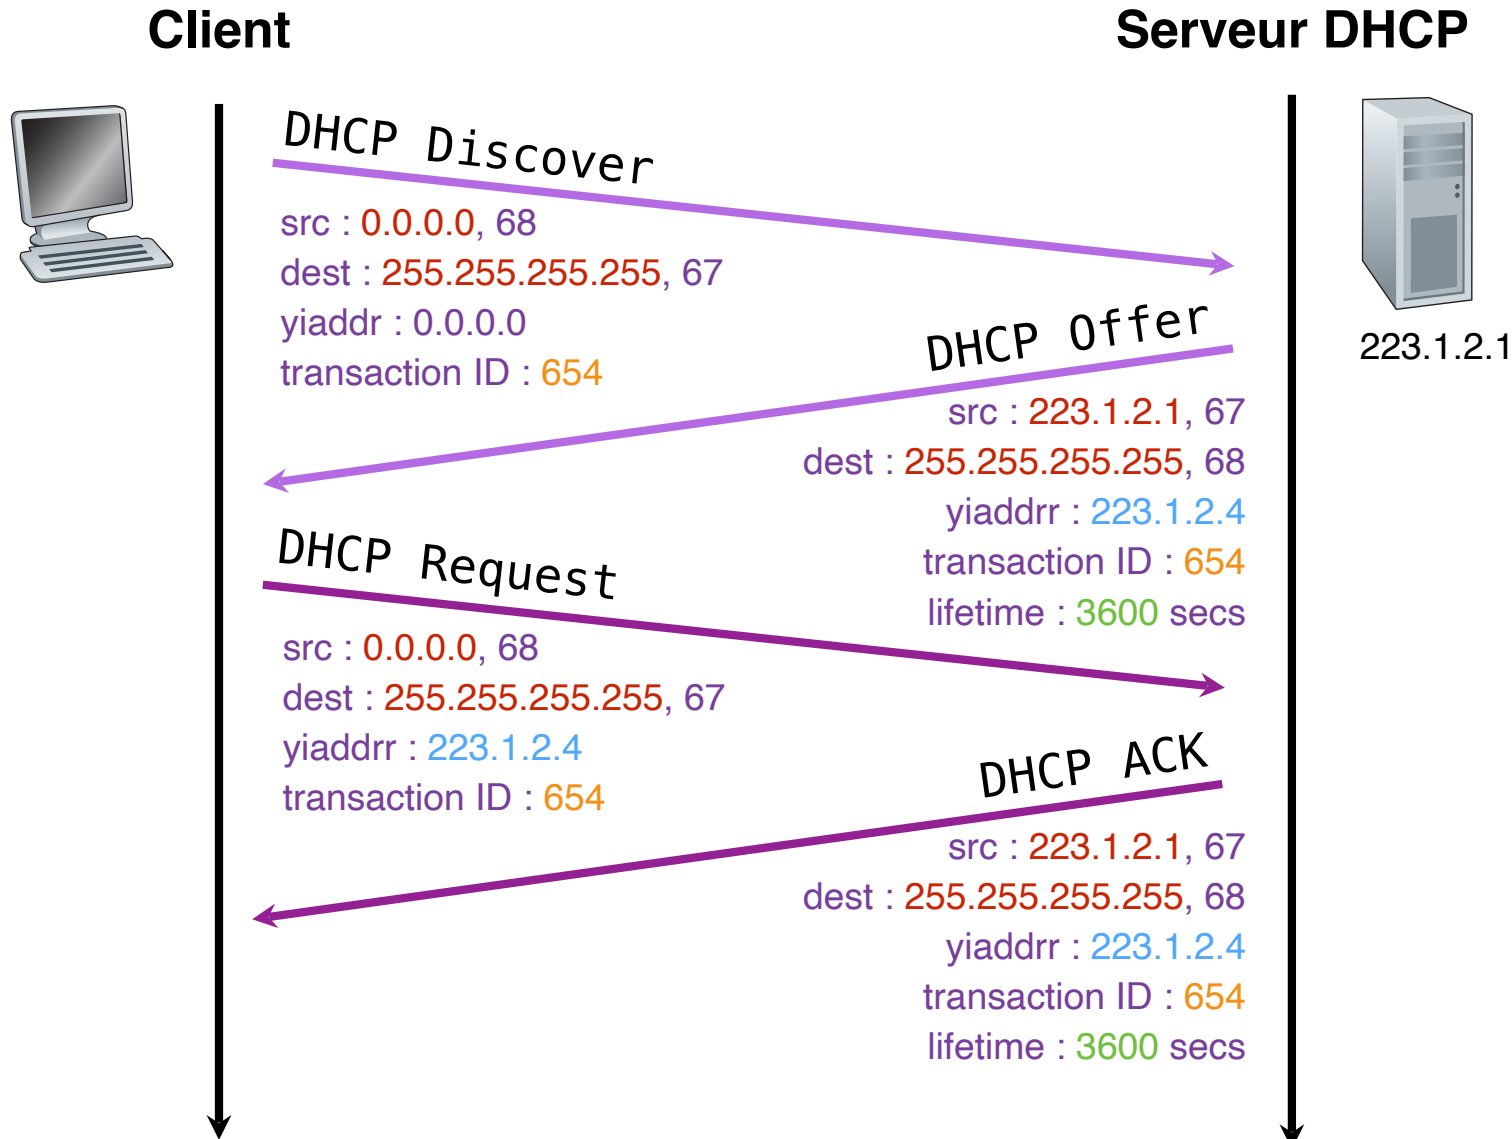 Client
Serveur DHCP
DHCP Discover
src : 0.0.0.0, 68
dest : 255.255.255.255, 67
yiaddr : 0.0.0.0
transaction ID : 654
223.1.2.1
DHCP Offer
src : 223.1.2.1, 67
dest : 255.255.255.255, 68
yiaddrr : 223.1.2.4
transaction ID : 654
lifetime : 3600 secs
DHCP Request
src : 0.0.0.0, 68
dest : 255.255.255.255, 67
yiaddrr : 223.1.2.4
transaction ID : 654
DHCP ACK
src : 223.1.2.1, 67
dest : 255.255.255.255, 68
yiaddrr : 223.1.2.4
transaction ID : 654
lifetime : 3600 secs